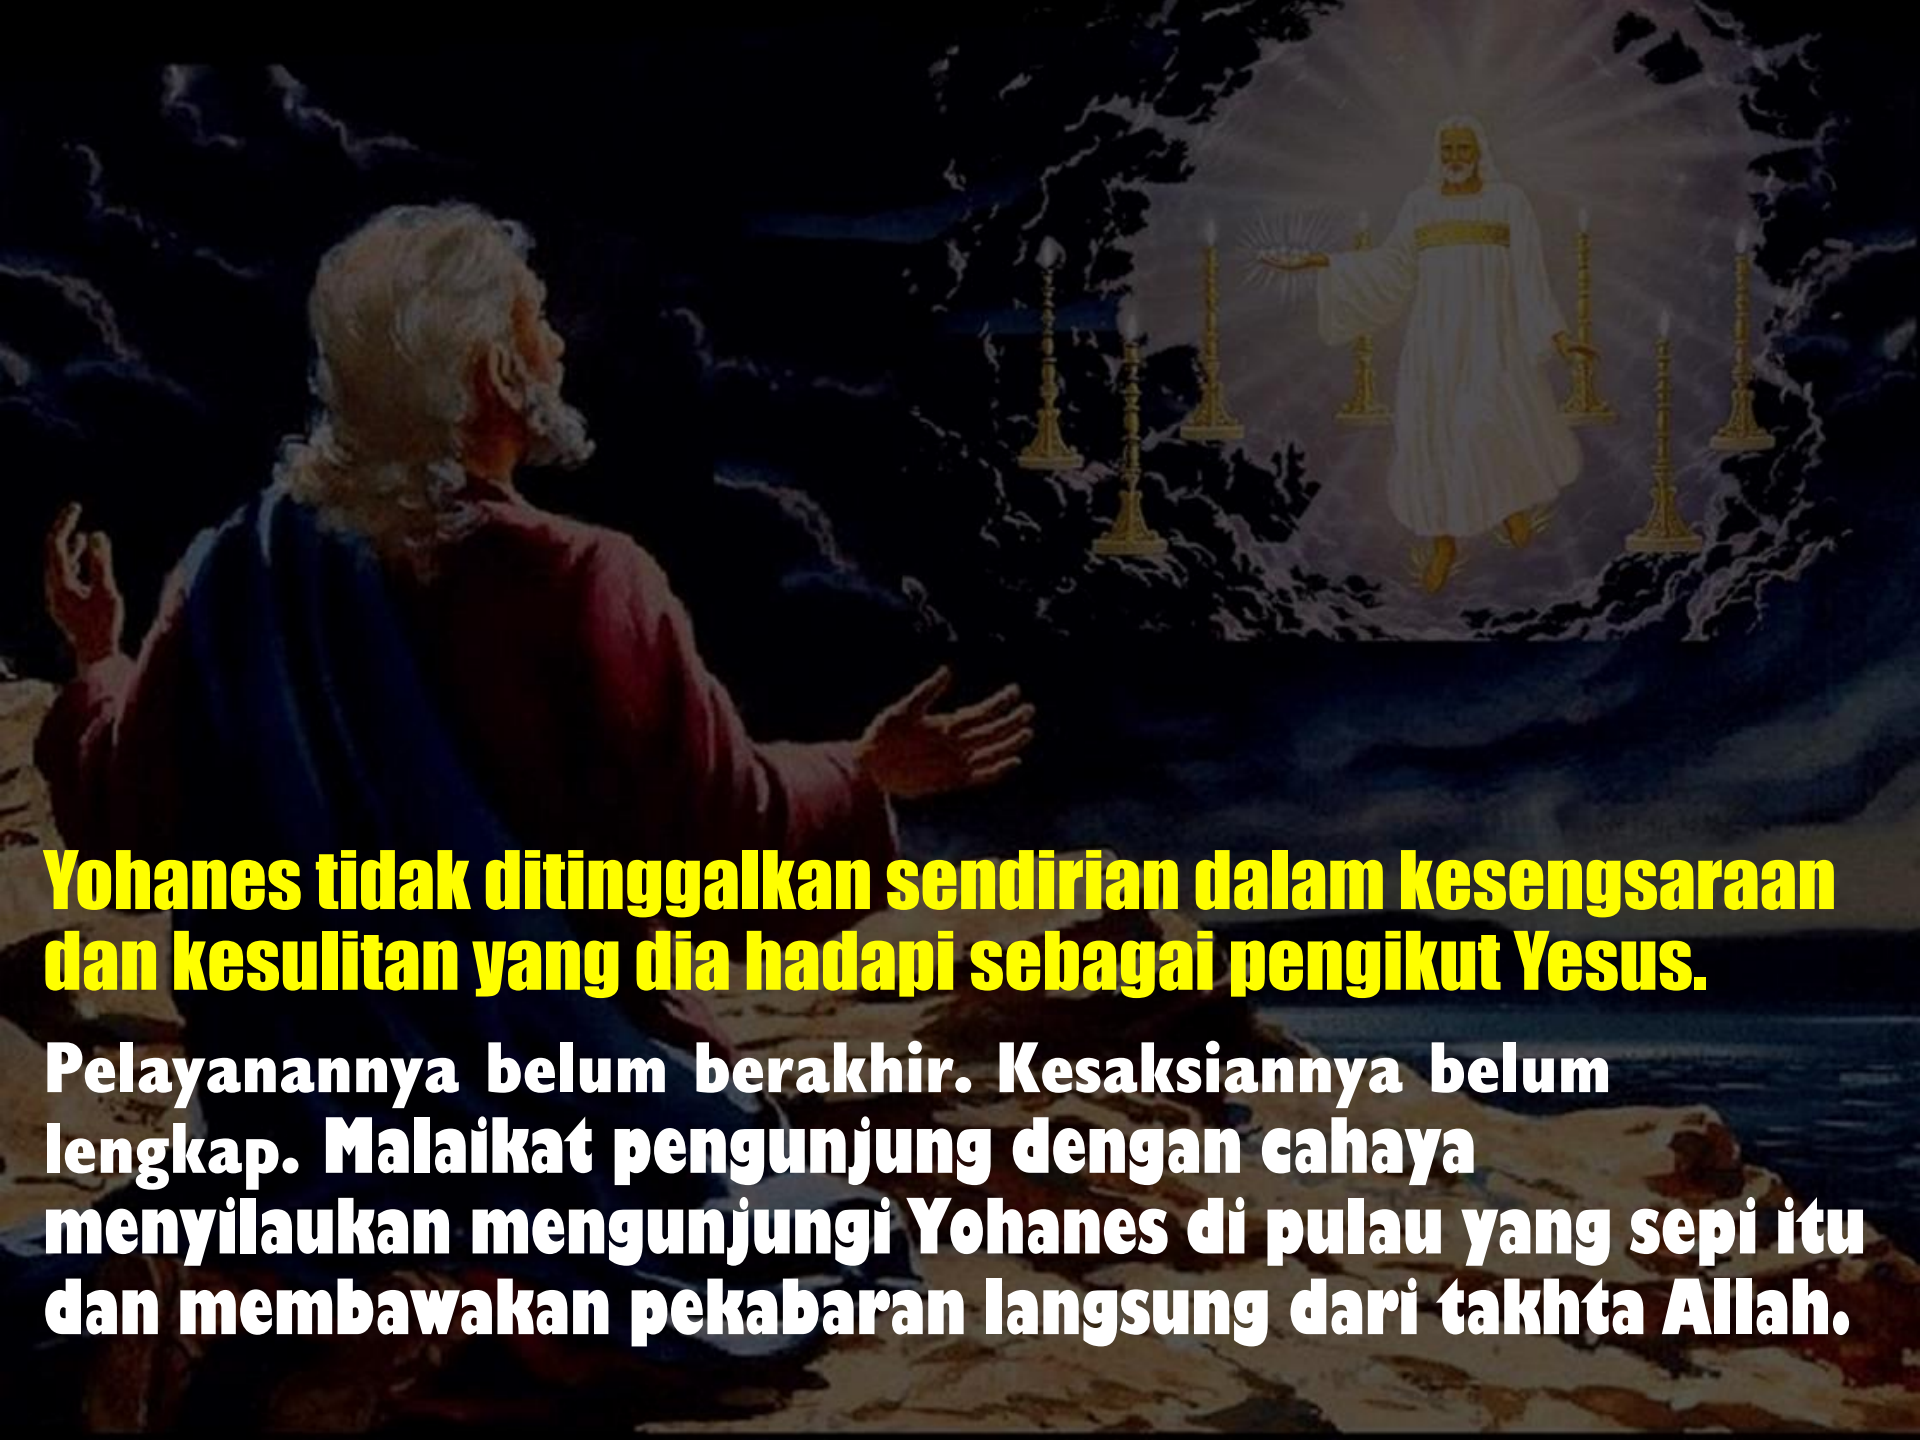 Yohanes tidak ditinggalkan sendirian dalam kesengsaraan
dan kesulitan yang dia hadapi sebagai pengikut Yesus.
Pelayanannya belum berakhir. Kesaksiannya belum
lengkap. Malaikat pengunjung dengan cahaya
menyilaukan mengunjungi Yohanes di pulau yang sepi itu
dan membawakan pekabaran langsung dari takhta Allah.